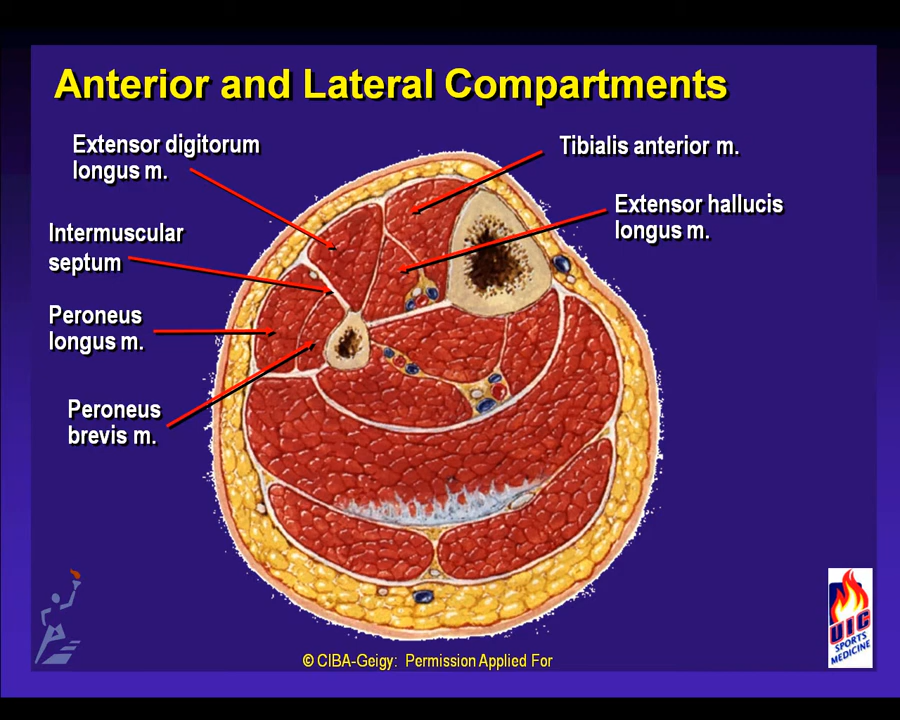 Anterior and Lateral Compartments
Extensor digitorum
longus m.
Tibialis anterior m.
Extensor hallucis
longus m.
Intermuscular
septum
Peroneus
longus m.
Peroneus
brevis m.
UIC
SPORTS
MEDICINE
© CIBA-Geigy: Permission Applied For